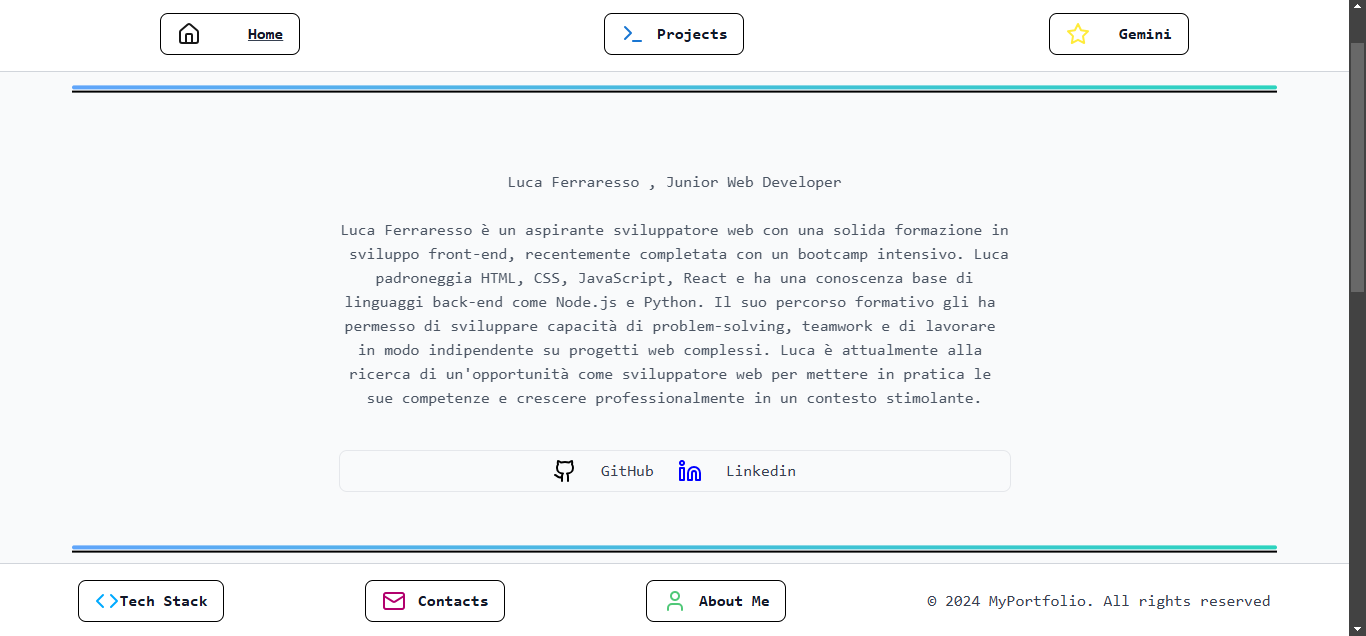 Home
Projects
Gemini
Luca Ferraresso , Junior Web Developer
Luca Ferraresso è un aspirante sviluppatore web con una solida formazione in
sviluppo front-end, recentemente completata con un bootcamp intensivo. Luca
padroneggia HTML, CSS, JavaScript, React e ha una conoscenza base di
linguaggi back-end come Node.js e Python. Il suo percorso formativo gli ha
permesso di sviluppare capacità di problem-solving, teamwork e di lavorare
in modo indipendente su progetti web complessi. Luca è attualmente alla
ricerca di un'opportunità come sviluppatore web per mettere in pratica le
sue competenze e crescere professionalmente in un contesto stimolante.
GitHub
Linkedin
Tech Stack
Contacts
About Me
© 2024 MyPortfolio. All rights reserved